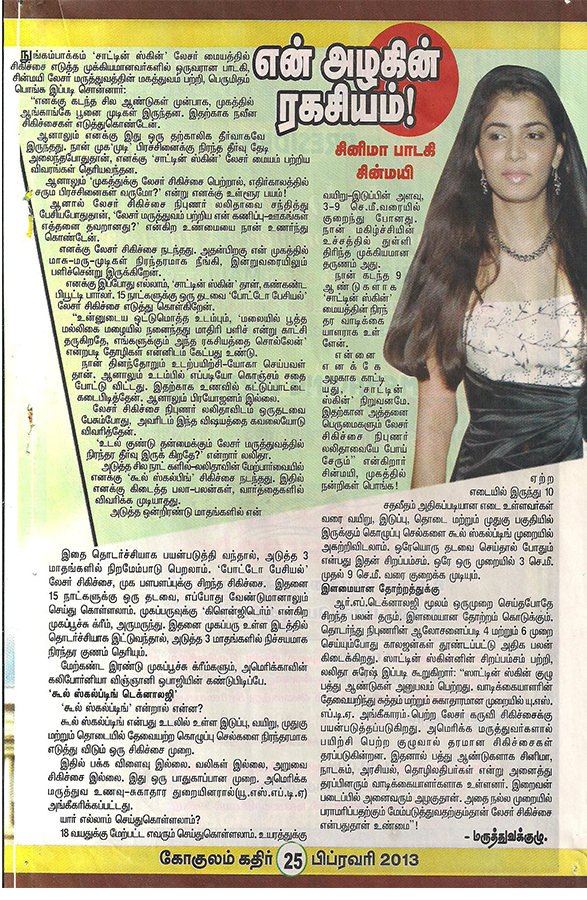 என் அழகின்
ரகசியம்!
சினிமா பாடகி
சின்மயி
நுங்கம்பாக்கம் ‘சாட்டின் ஸ்கின்’ லேசர் மையத்தில்
சிகிச்சை எடுத்த முக்கியமானவர்களில் ஒருவரான பாடகி,
சின்மயி லேசர் மருத்துவத்தின் மகத்துவம் பற்றி, பெருமிதம்
பொங்க இப்படி சொன்னார்:
“எனக்கு கடந்த சில ஆண்டுகள் முன்பாக, முகத்தில்
ஆங்காங்கே பூனை முடிகள் இருந்தன. இதற்காக நவீன
சிகிச்சைகள் எடுத்துகொண்டேன்.
ஆனாலும் எனக்கு இது ஒரு தற்காலிக தீர்வாகவே
இருந்தது. நான் முக ‘முடி’ பிரச்சினைக்கு நிரந்த தீர்வு தேடி
அலைந்தபோதுதான், எனக்கு ‘சாட்டின் ஸ்கின்’ லேசர் மையம் பற்றிய
விவரங்கள் தெரியவந்தன.
ஆனாலும் ‘முகத்துக்கு லேசர் சிகிச்சை பெற்றால், எதிர்காலத்தில்
சரும பிரச்சினைகள் வருமோ?’ என்று எனக்கு உள்ளூர பயம்!
ஆனால் லேசர் சிகிச்சை நிபுணர் லலிதாவை சந்தித்து
பேசியபோதுதான், ‘லேசர் மருத்துவம் பற்றிய என் கணிப்பு-ஊகங்கள்
எத்தனை தவறானது?’ என்கிற உண்மையை நான் உணர்ந்து
கொண்டேன்.
எனக்கு லேசர் சிகிச்சை நடந்தது. அதன்பிறகு என் முகத்தில்
மாசு-மரு-முடிகள் நிரந்தரமாக நீங்கி, இன்றுவரையிலும்
பளிச்சென்று இருக்கிறேன்.
எனக்கு இப்போது எல்லாம், ‘சாட்டின் ஸ்கின்’ தான், கண்கண்ட
பியூட்டி பார்லர். 15 நாட்களுக்கு ஒரு தடவை ‘போட்டோ பேசியல்’
லேசர் சிகிச்சை எடுத்து கொள்கிறேன்.
“உன்னுடைய ஒட்டுமொத்த உடம்பும், ‘மலையில் பூத்த
மல்லிகை மழையில் நனைந்தது மாதிரி பளிச் என்று காட்சி
தருகிறதே, எங்களுக்கும் அந்த ரகசியத்தை சொல்லேன்’
என்றபடி தோழிகள் என்னிடம் கேட்பது உண்டு.
நான் தினந்தோறும் உடற்பயிற்சி-யோகா செய்பவள்
தான். ஆனாலும் உடம்பில் எப்படியோ கொஞ்சம் சதை
போட்டு விட்டது. இதற்காக உணவில் கட்டுப்பாட்டை
கடைபிடித்தேன். ஆனாலும் பிரயோஜனம் இல்லை.
லேசர் சிகிச்சை நிபுணர் லலிதாவிடம் ஒருதடவை
பேசும்போது, அவரிடம் இந்த விஷயத்தை கவலையோடு
விவரித்தேன்.
‘உடல் குண்டு தன்மைக்கும் லேசர் மருத்துவத்தில்
நிரந்தர தீர்வு இருக் கிறதே?’ என்றார் லலிதா.
அடுத்த சில நாட் களில்-லலிதாவின் மேற்பார்வையில்
எனக்கு ‘கூல் ஸ்கல்பிங்’ சிகிச்சை நடந்தது. இதில்
எனக்கு கிடைத்த பலா-பலன்கள், வார்த்தைகளில்
விவரிக்க முடியாதது.
அடுத்த ஒன்றிரண்டு மாதங்களில் என்
வயிறு-இடுப்பின் அளவு,
3-9 செ.மீ.வரையில்
குறைந்து போனது.
நான் மகிழ்ச்சியின்
உச்சத்தில் துள்ளி
திரிந்த முக்கியமான
தருணம் அது.
நான் கடந்த 9
ஆண்டுகளாக
‘சாட்டின் ஸ்கின்’
மையத்தின் நிரந்
தர வாடிக்கை
யாளராக உள்
ளேன்.
என்னை
எனக்கே
அழகாக காட்டி
யது, ‘சாட்டின்
ஸ்கின்’ நிறுவனமே.
இதற்கான அத்தனை
பெருமைகளும் லேசர்
சிகிச்சை நிபுணர்
லலிதாவையே போய்
சேரும்” என்கிறார்
சின்மயி, முகத்தில்
நன்றிகள் பொங்க!
இதை தொடர்ச்சியாக பயன்படுத்தி வந்தால், அடுத்த 3
மாதங்களில் நிறமேம்பாடு பெறலாம். ‘போட்டோ பேசியல்’
லேசர் சிகிச்சை, முக பளபளப்புக்கு சிறந்த சிகிச்சை. இதனை
15 நாட்களுக்கு ஒரு தடவை, எப்போது வேண்டுமானாலும்
செய்து கொள்ளலாம். முகப்பருவுக்கு ‘கிளென்ஜிடெர்ம்’ என்கிற
முகப்பூச்சு க்ரீம், அருமருந்து. இதனை முகப்பரு உள்ள இடத்தில்
தொடர்ச்சியாக இட்டுவந்தால், அடுத்த 3 மாதங்களில் நிச்சயமாக
நிரந்தர குணம் தெரியும்.
மேற்கண்ட இரண்டு முகப்பூச்சு க்ரீம்களும், அமெரிக்காவின்
கலிபோர்னியா விஞ்ஞானி ஒபாஜியின் கண்டுபிடிப்பே.
‘கூல் ஸ்கல்ப்டிங் டெக்னாலஜி’
‘கூல் ஸ்கல்ப்டிங்’ என்றால் என்ன?
கூல் ஸ்கல்ப்டிங் என்பது உடலில் உள்ள இடுப்பு, வயிறு, முதுகு
மற்றும் தொடையில் தேவையற்ற கொழுப்பு செல்களை நிரந்தரமாக
எடுத்து விடும் ஒரு சிகிச்சை முறை.
இதில் பக்க விளைவு இல்லை. வலிகள் இல்லை, அறுவை
சிகிச்சை இல்லை. இது ஒரு பாதுகாப்பான முறை. அமெரிக்க
மருத்துவ உணவு-சுகாதார துறையினரால்(யூ.எஸ்.எப்.டி.ஏ)
அங்கீகரிக்கப்பட்டது.
யார் எல்லாம் செய்துகொள்ளலாம்?
18 வயதுக்கு மேற்பட்ட எவரும் செய்துகொள்ளலாம். உயரத்துக்கு
ஏற்ற
எடையில் இருந்து 10
சதவீதம் அதிகப்படியான எடை உள்ளவர்கள்
வரை வயிறு, இடுப்பு, தொடை மற்றும் முதுகு பகுதியில்
இருக்கும் கொழுப்பு செல்களை கூல் ஸ்கல்ப்டிங் முறையில்
அகற்றிவிடலாம். ஒரேயொரு தடவை செய்தால் போதும்
என்பது இதன் சிறப்பம்சம். ஒரே ஒரு முறையில் 3 செ.மீ.
முதல் 9 செ.மீ. வரை குறைக்க முடியும்.
இளமையான தோற்றத்துக்கு
ஆர்.எப்.டெக்னாலஜி மூலம் ஒருமுறை செய்தபோதே
சிறந்த பலன் தரும். இளமையான தோற்றம் கொடுக்கும்.
தொடர்ந்து நிபுணரின் ஆலோசனைப்படி 4 மற்றும் 6 முறை
செய்யும்போது காலஜன்கள் தூண்டப்பட்டு அதிக பலன்
கிடைக்கிறது. ஸாட்டின் ஸ்கின்னின் சிறப்பம்சம் பற்றி,
லலிதா சுரேஷ் இப்படி கூறுகிறார்: “ஸாட்டின் ஸ்கின் குழு
பத்து ஆண்டுகள் அனுபவம் பெற்றது. வாடிக்கையாளர்களின்
தேவையறிந்து சுத்தம் மற்றும் சுகாதாரமான முறையில் யு.எஸ்.
எப்.டி.ஏ. அங்கீகாரம்-பெற்ற லேசர் கருவி சிகிச்சைக்கு
பயன்படுத்தப்படுகிறது. அமெரிக்க மருத்துவர்களால்
பயிற்சி பெற்ற குழுவால் தரமான சிகிச்சைகள்
தரப்படுகின்றன. இதனால் பத்து ஆண்டுகளாக சினிமா,
நாடகம், அரசியல், தொழிலதிபர்கள் என்று அனைத்து
தரப்பினரும் வாடிக்கையாளர்களாக உள்ளனர். இறைவன்
படைப்பில் அனைவரும் அழகுதான். அதை நல்ல முறையில்
பராமரிப்பதற்கும் மேம்படுத்துவதற்கும்தான் லேசர் சிகிச்சை
என்பதுதான் உண்மை”!
- மருத்துவக்குழு.
கோகுலம் கதிர் 25 பிப்ரவரி 2013